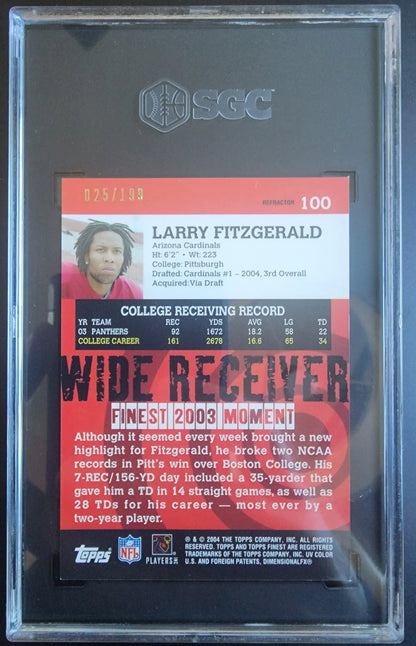 SGC
025/199
REFRACTOR 100
LARRY FITZGERALD
Arizona Cardinals
Ht: 6'2" • Wt: 223
College: Pittsburgh
Drafted: Cardinals #1 – 2004, 3rd Overall
Acquired: Via Draft
COLLEGE RECEIVING RECORD
YR TEAM REC YDS AVG LG TD
03 PANTHERS 92 1672 18.2 58 22
COLLEGE CAREER 161 2678 16.6 65 34
WIDE RECEIVER
FINEST 2003 MOMENT
Although it seemed every week brought a new
highlight for Fitzgerald, he broke two NCAA
records in Pitt's win over Boston College. His
7-REC/156-YD day included a 35-yarder that
gave him a TD in 14 straight games, as well as
28 TDs for his career — most ever by a
two-year player.
topps NFL PLAYERS INC
® & © 2004 THE TOPPS COMPANY, INC. ALL RIGHTS
RESERVED. TOPPS AND TOPPS FINEST ARE REGISTERED
TRADEMARKS OF THE TOPPS COMPANY, INC. UV COLOR
U.S. AND FOREIGN PATENTS, DIMENSIONALFX®